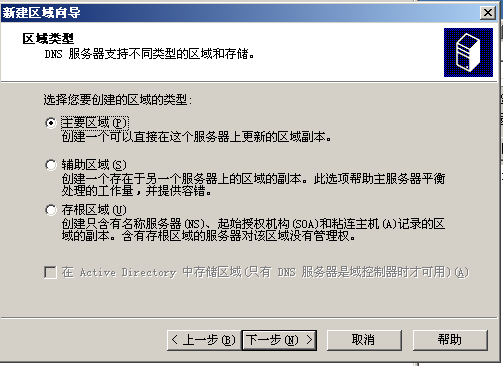 新建区域向导
区域类型
DNS 服务器支持不同类型的区域和存储。
选择您要创建的区域的类型:
主要区域(P)
创建一个可以直接在这个服务器上更新的区域副本。
辅助区域(S)
创建一个存在于另一个服务器上的区域的副本。此选项帮助主服务器平衡
处理的工作量,并提供容错。
存根区域(U)
创建只含有名称服务器(NS)、起始授权机构(SOA)和粘连主机(A)记录的区
域的副本。含有存根区域的服务器对该区域没有管理权。
在 Active Directory 中存储区域(只有 DNS 服务器是域控制器时才可用)(A)
< 上一步(B) 下一步(N) > 取消 帮助